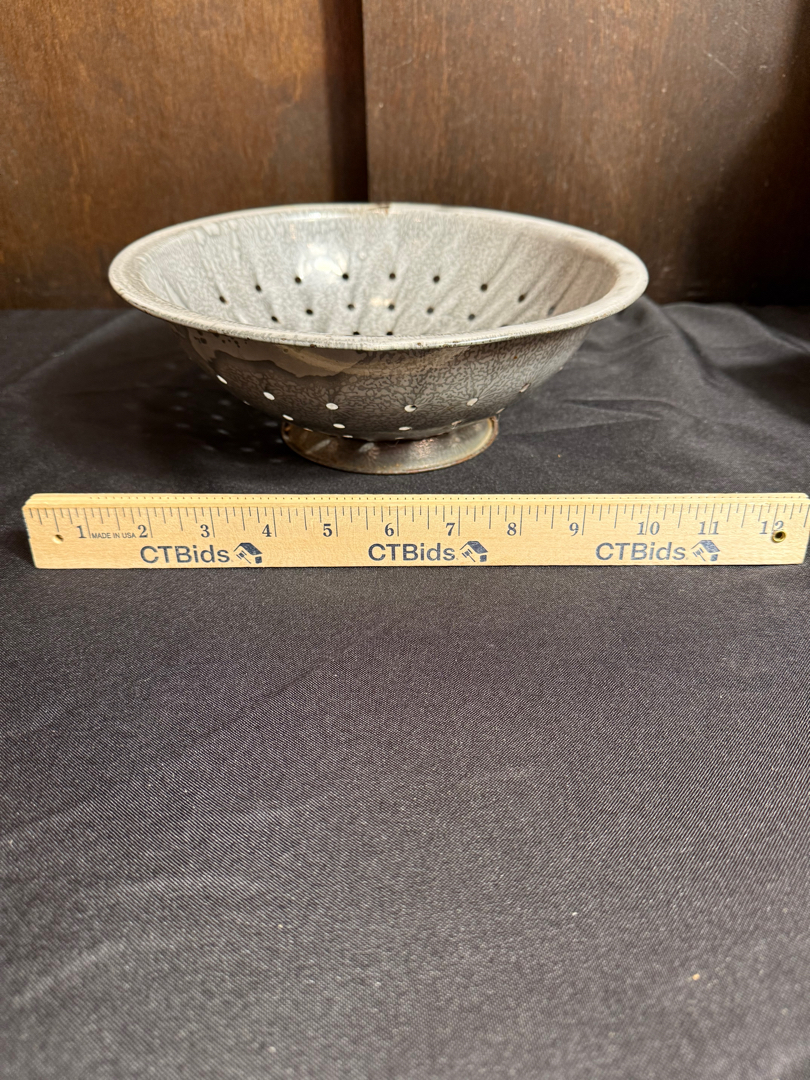 1 MADE IN USA 2 3 4 5 6 7 8 9 10 11 12
CTBids CTBids CTBids